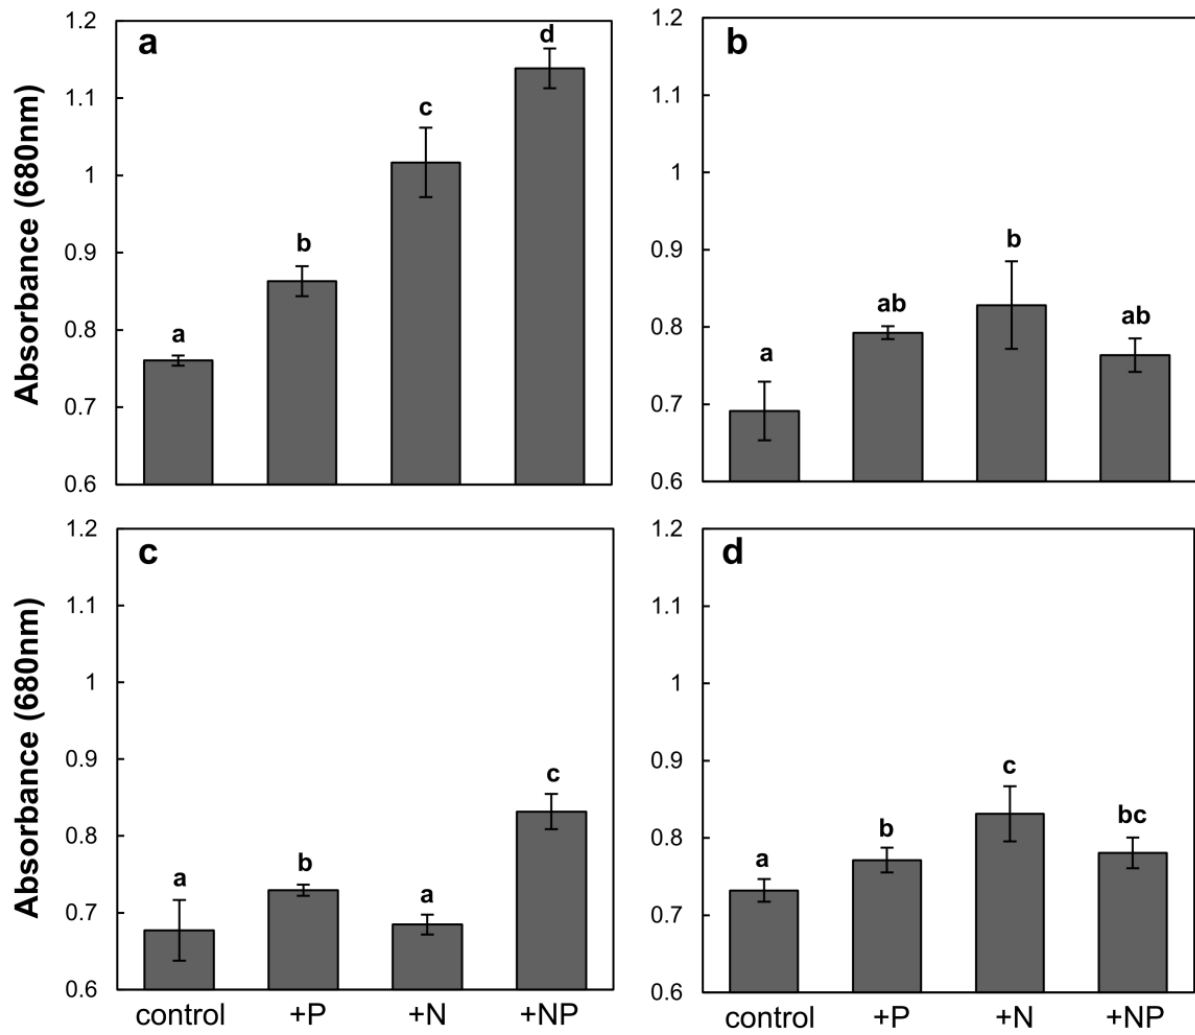 a
Absorbance (680nm)
1.2
1.1
1
0.9
0.8
0.7
0.6
a
b
c
d
b
1.2
1.1
1
0.9
0.8
0.7
0.6
a
ab
b
ab
c
Absorbance (680nm)
1.2
1.1
1
0.9
0.8
0.7
0.6
a
b
a
c
control +P +N +NP
d
1.2
1.1
1
0.9
0.8
0.7
0.6
a
b
c
bc
control +P +N +NP